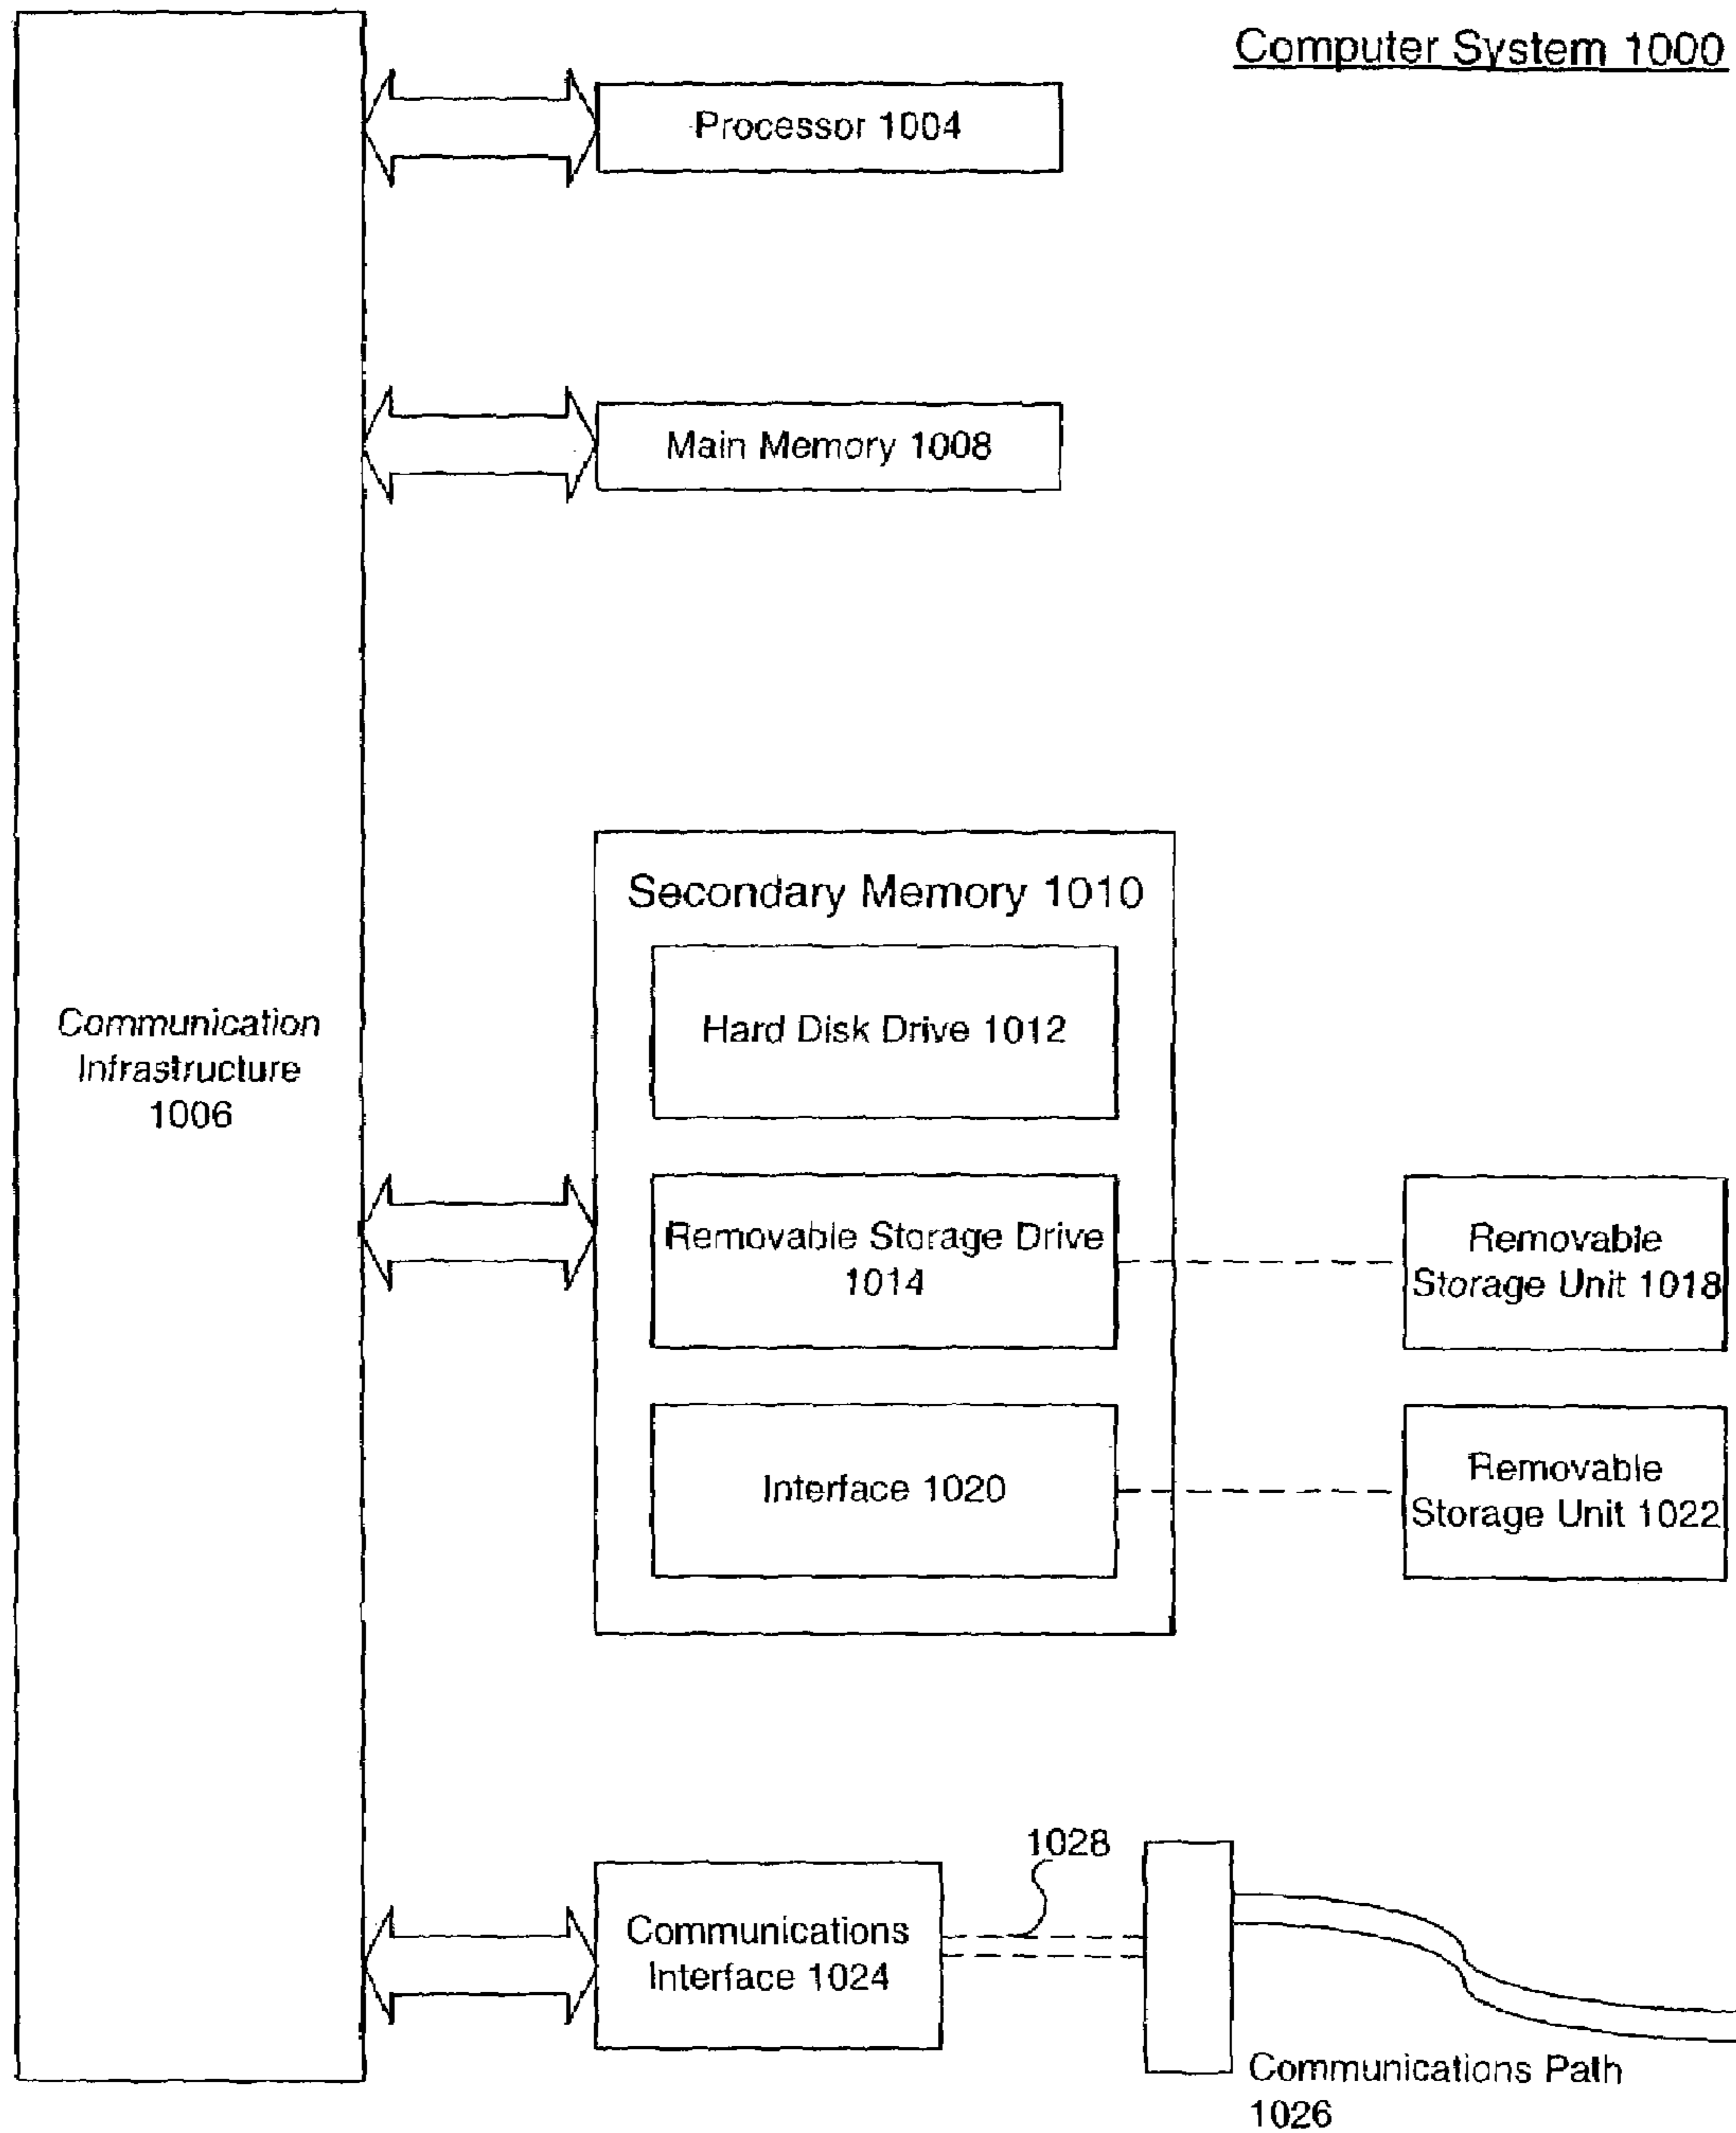 Computer System 1000
Processor 1004
Main Memory 1008
Secondary Memory 1010
Hard Disk Drive 1012
Communication
Infrastructure
1006
Removable Storage Drive
1014
Removable
Storage Unit 1018
Interface 1020
Removable
Storage Unit 1022
1028
Communications
Interface 1024
Communications Path
1026